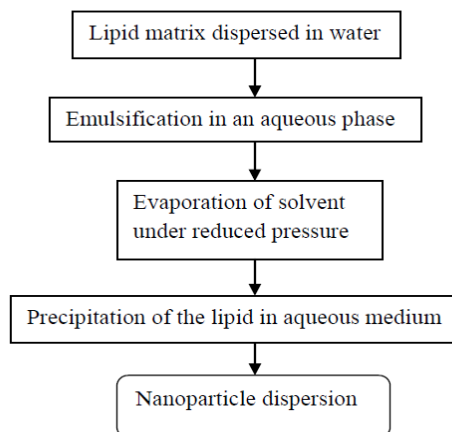 Lipid matrix dispersed in water
Emulsification in an aqueous phase
Evaporation of solvent
under reduced pressure
Precipitation of the lipid in aqueous medium
Nanoparticle dispersion